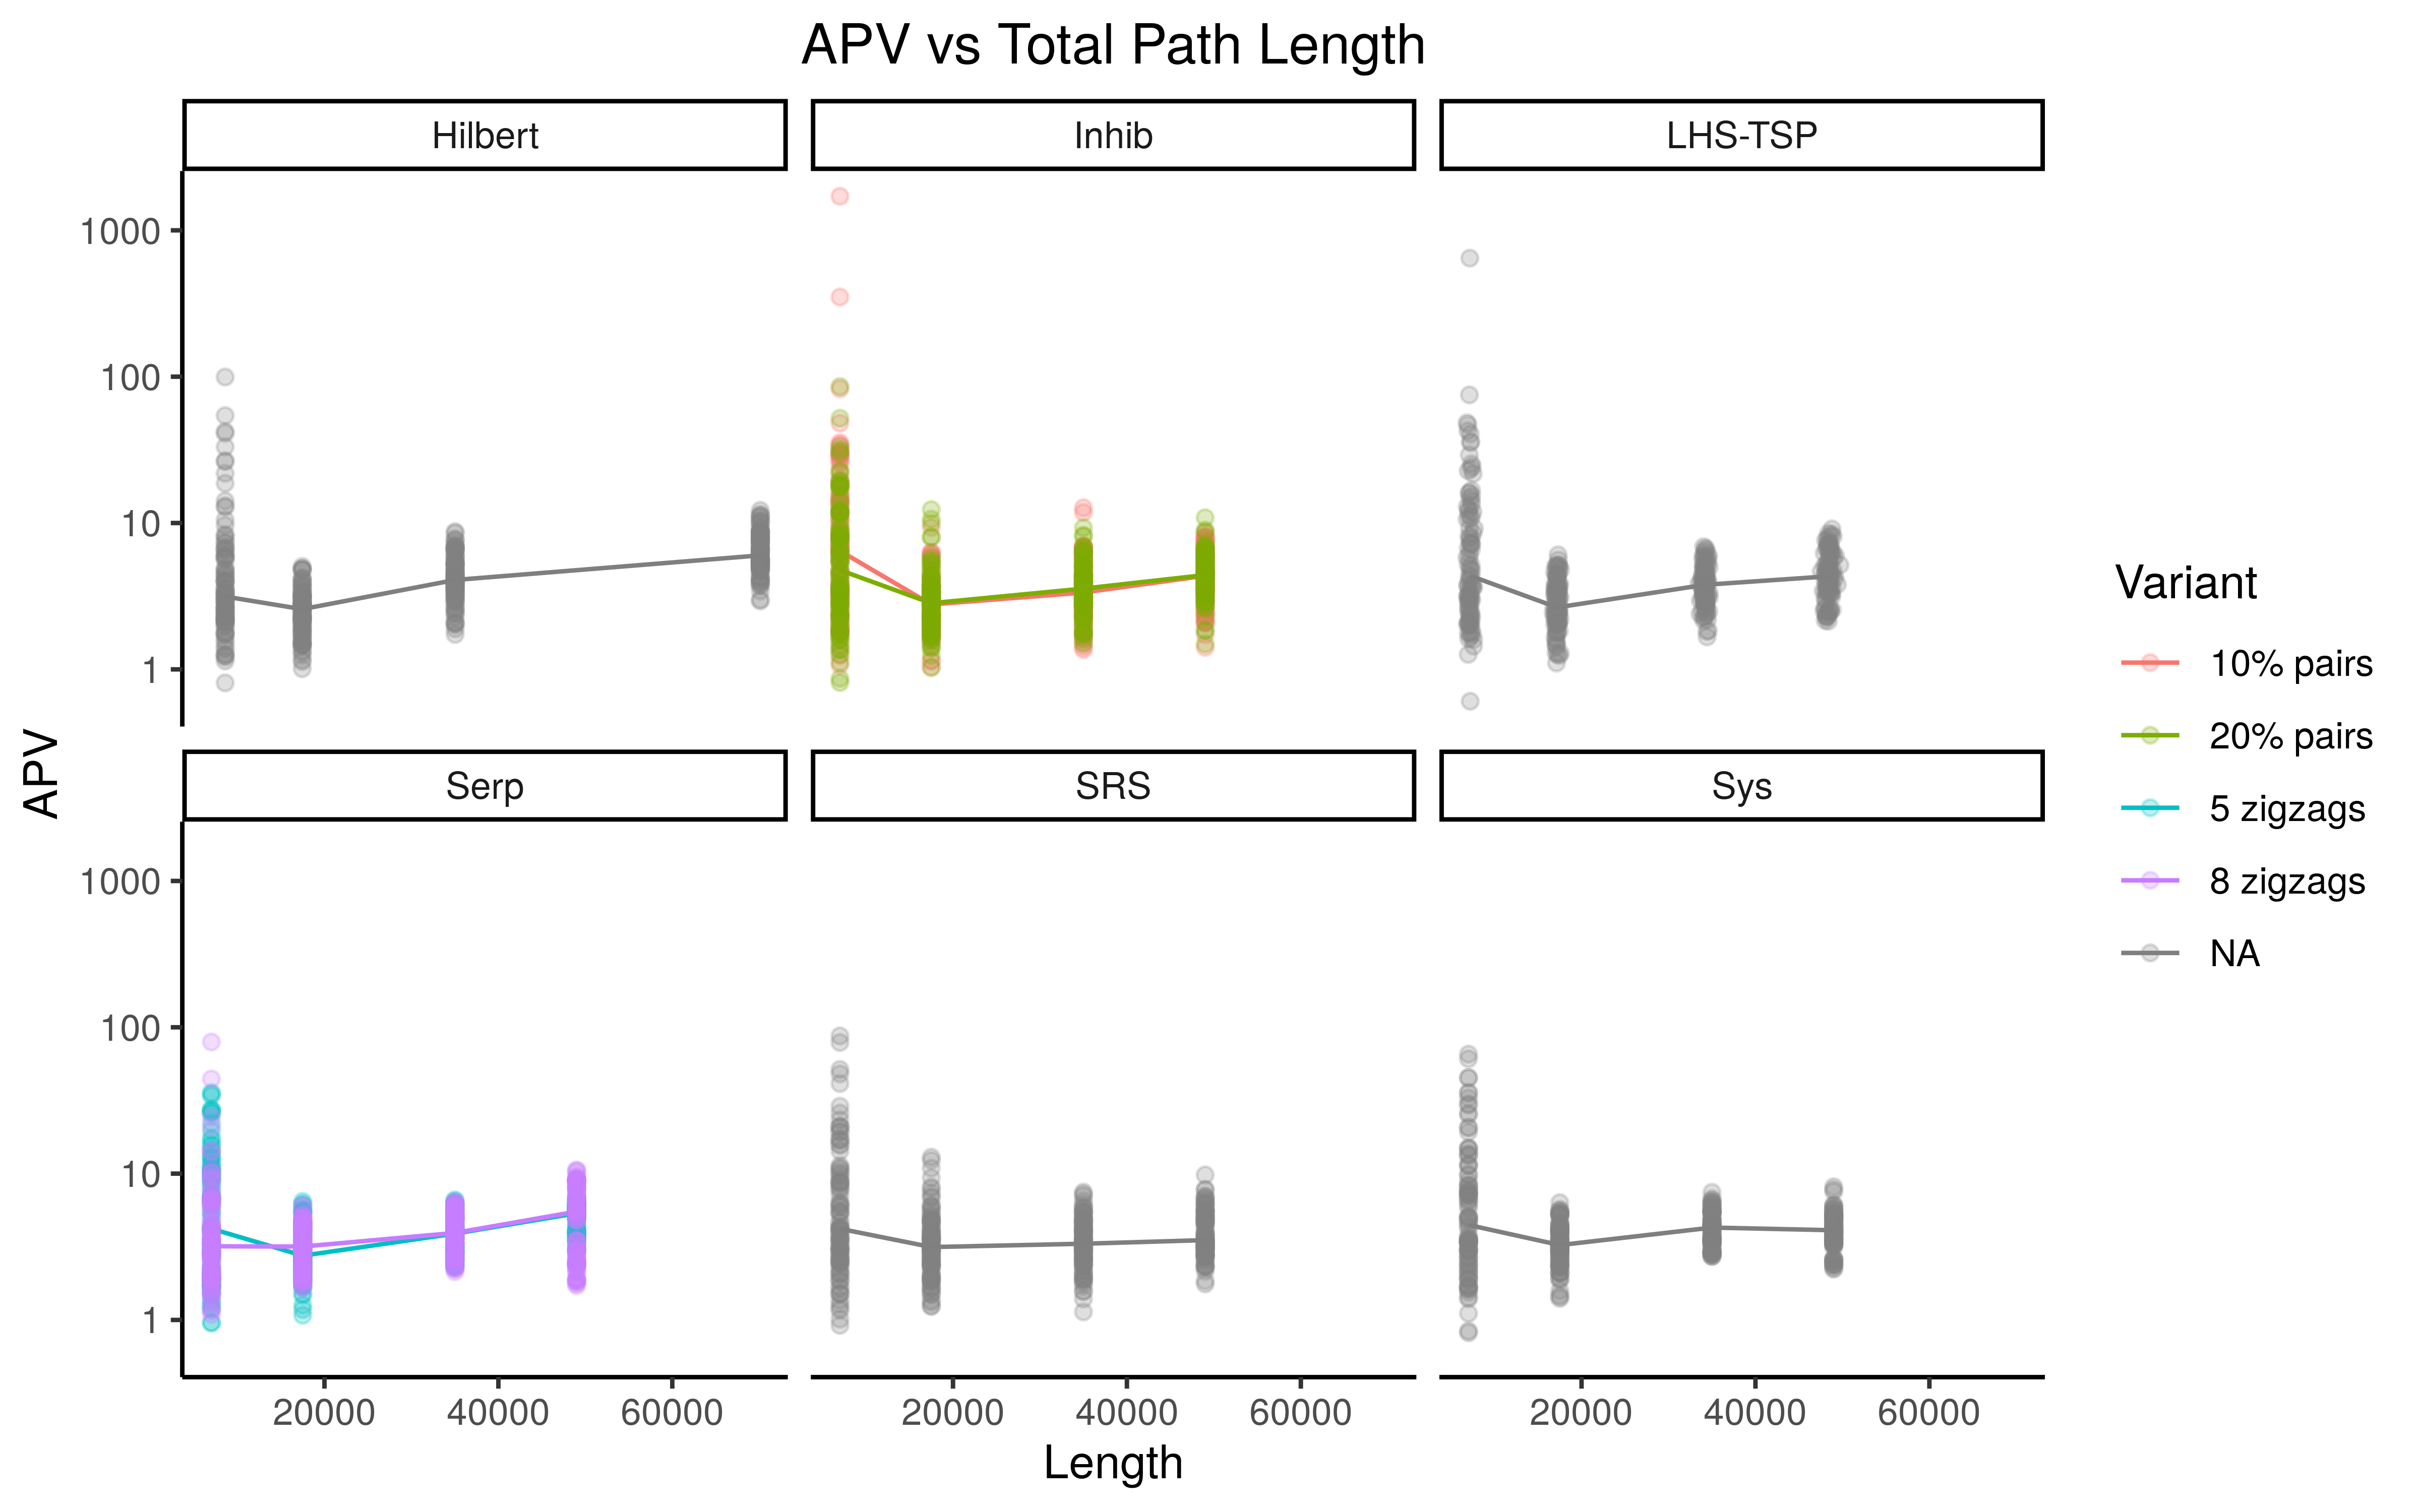 APV vs Total Path Length
Hilbert
Inhib
LHS-TSP
1000
100
10
1
Serp
SRS
Sys
1000
100
10
1
20000 40000 60000
20000 40000 60000
20000 40000 60000
Length
APV
Variant
10% pairs
20% pairs
5 zigzags
8 zigzags
NA